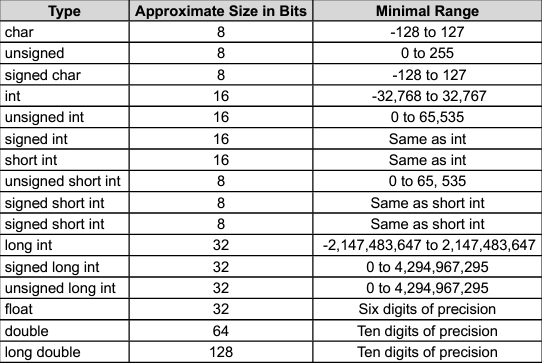 Type Approximate Size in Bits Minimal Range
char 8 -128 to 127
unsigned 8 0 to 255
signed char 8 -128 to 127
int 16 -32,768 to 32,767
unsigned int 16 0 to 65,535
signed int 16 Same as int
short int 16 Same as int
unsigned short int 8 0 to 65, 535
signed short int 8 Same as short int
signed short int 8 Same as short int
long int 32 -2,147,483,647 to 2,147,483,647
signed long int 32 0 to 4,294,967,295
unsigned long int 32 0 to 4,294,967,295
float 32 Six digits of precision
double 64 Ten digits of precision
long double 128 Ten digits of precision